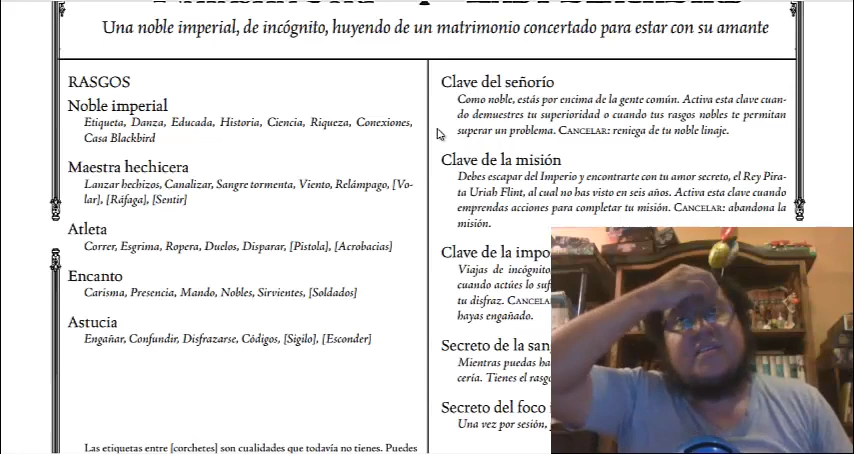 Una noble imperial, de incógnito, huyendo de un matrimonio concertado para estar con su amante
RASGOS
Noble imperial
Etiqueta, Danza, Educada, Historia, Ciencia, Riqueza, Conexiones,
Casa Blackbird
Maestra hechicera
Lanzar hechizos, Canalizar, Sangre tormenta, Viento, Relámpago, [Vo-
lar], [Ráfaga], [Sentir]
Atleta
Correr, Esgrima, Ropera, Duelos, Disparar, [Pistola], [Acrobacias]
Encanto
Carisma, Presencia, Mando, Nobles, Sirvientes, [Soldados]
Astucia
Engañar, Confundir, Disfrazarse, Códigos, [Sigilo], [Esconder]
Las etiquetas entre [corchetes] son cualidades que todavía no tienes. Puedes
Clave del señorío
Como noble, estás por encima de la gente común. Activa esta clave cuan-
do demuestres tu superioridad o cuando tus rasgos nobles te permitan
superar un problema. CANCELAR: reniega de tu noble linaje.
Clave de la misión
Debes escapar del Imperio y encontrarte con tu amor secreto, el Rey Pira-
ta Uriah Flint, al cual no has visto en seis años. Activa esta clave cuando
emprendas acciones para completar tu misión. CANCELAR: abandona la
misión.
Clave de la impo
Viajas de incógnito
cuando actúes lo suf
tu disfraz. CANCELA
hayas engañado.
Secreto de la san
Mientras puedas ha
cería. Tienes el rasg
Secreto del foco
Una vez por sesión,